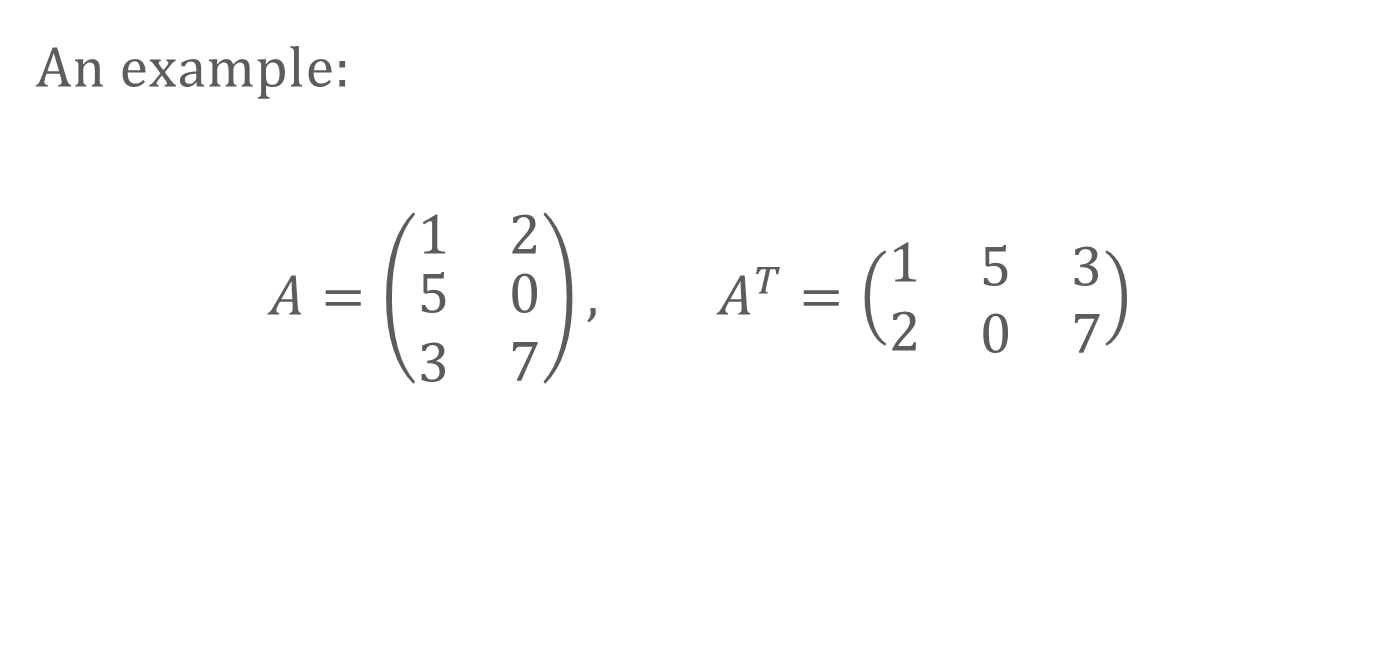 An example:
A = (1 2
5 0
3 7), A^T = (1 5 3
2 0 7)